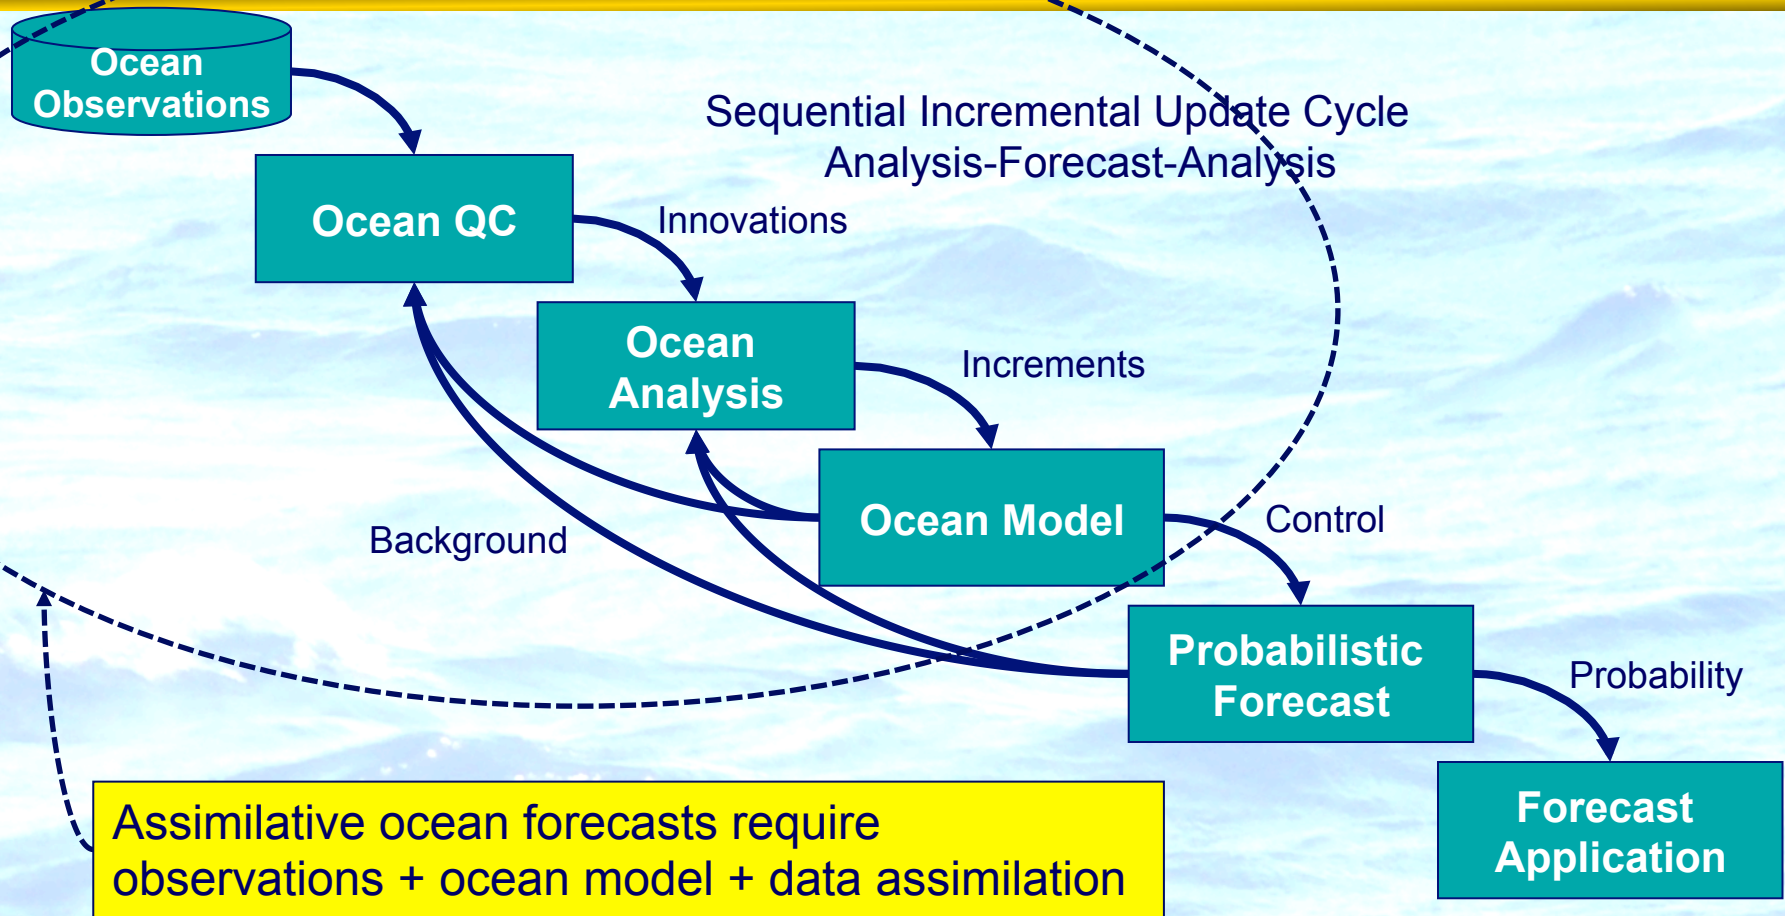 Ocean
Observations
Sequential Incremental Update Cycle
Analysis-Forecast-Analysis
Ocean QC
Innovations
Ocean
Analysis
Increments
Ocean Model
Control
Background
Probabilistic
Forecast
Probability
Forecast
Application
Assimilative ocean forecasts require
observations + ocean model + data assimilation